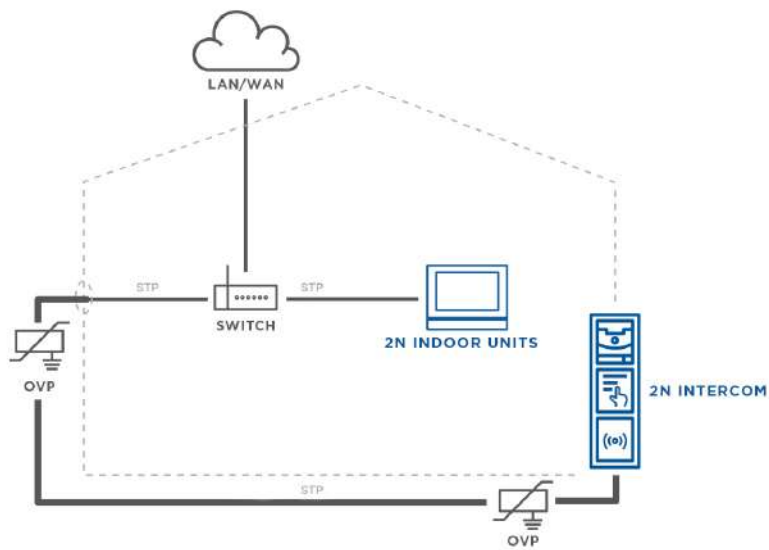 LAN/WAN
STP
STP
SWITCH
2N INDOOR UNITS
OVP
2N INTERCOM
STP
OVP